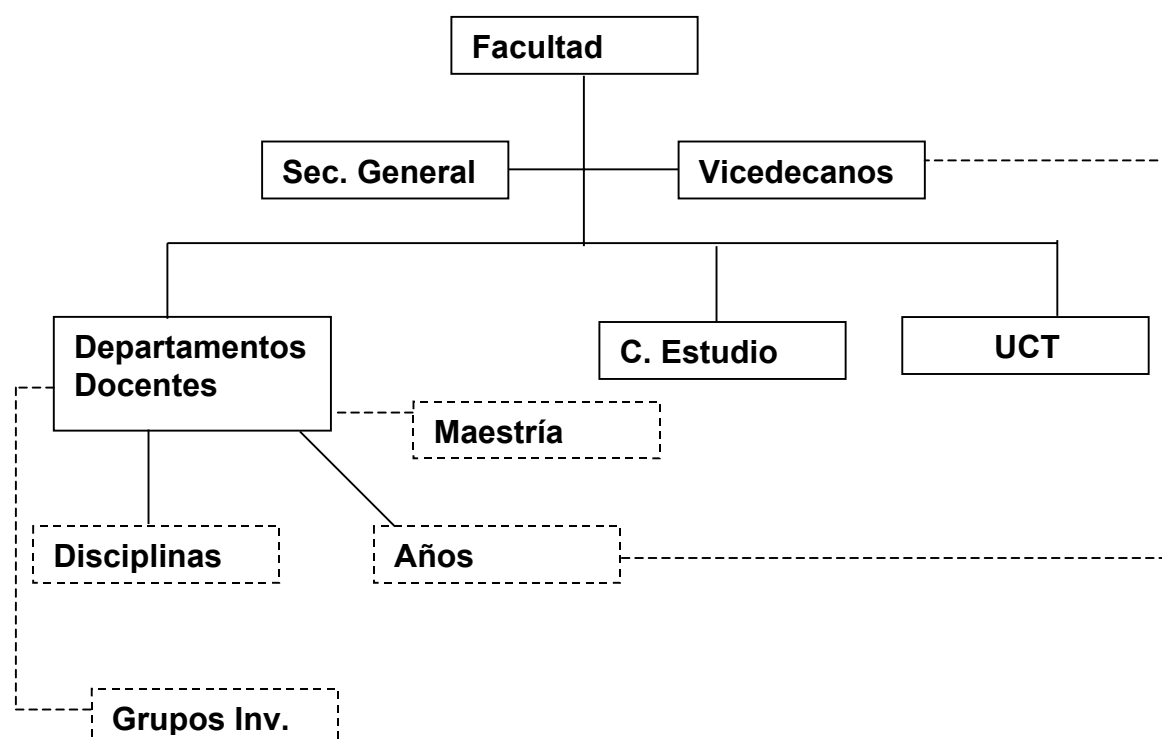 Facultad
Sec. General
Vicedecanos
Departamentos
Docentes
C. Estudio
UCT
Maestría
Disciplinas
Años
Grupos Inv.